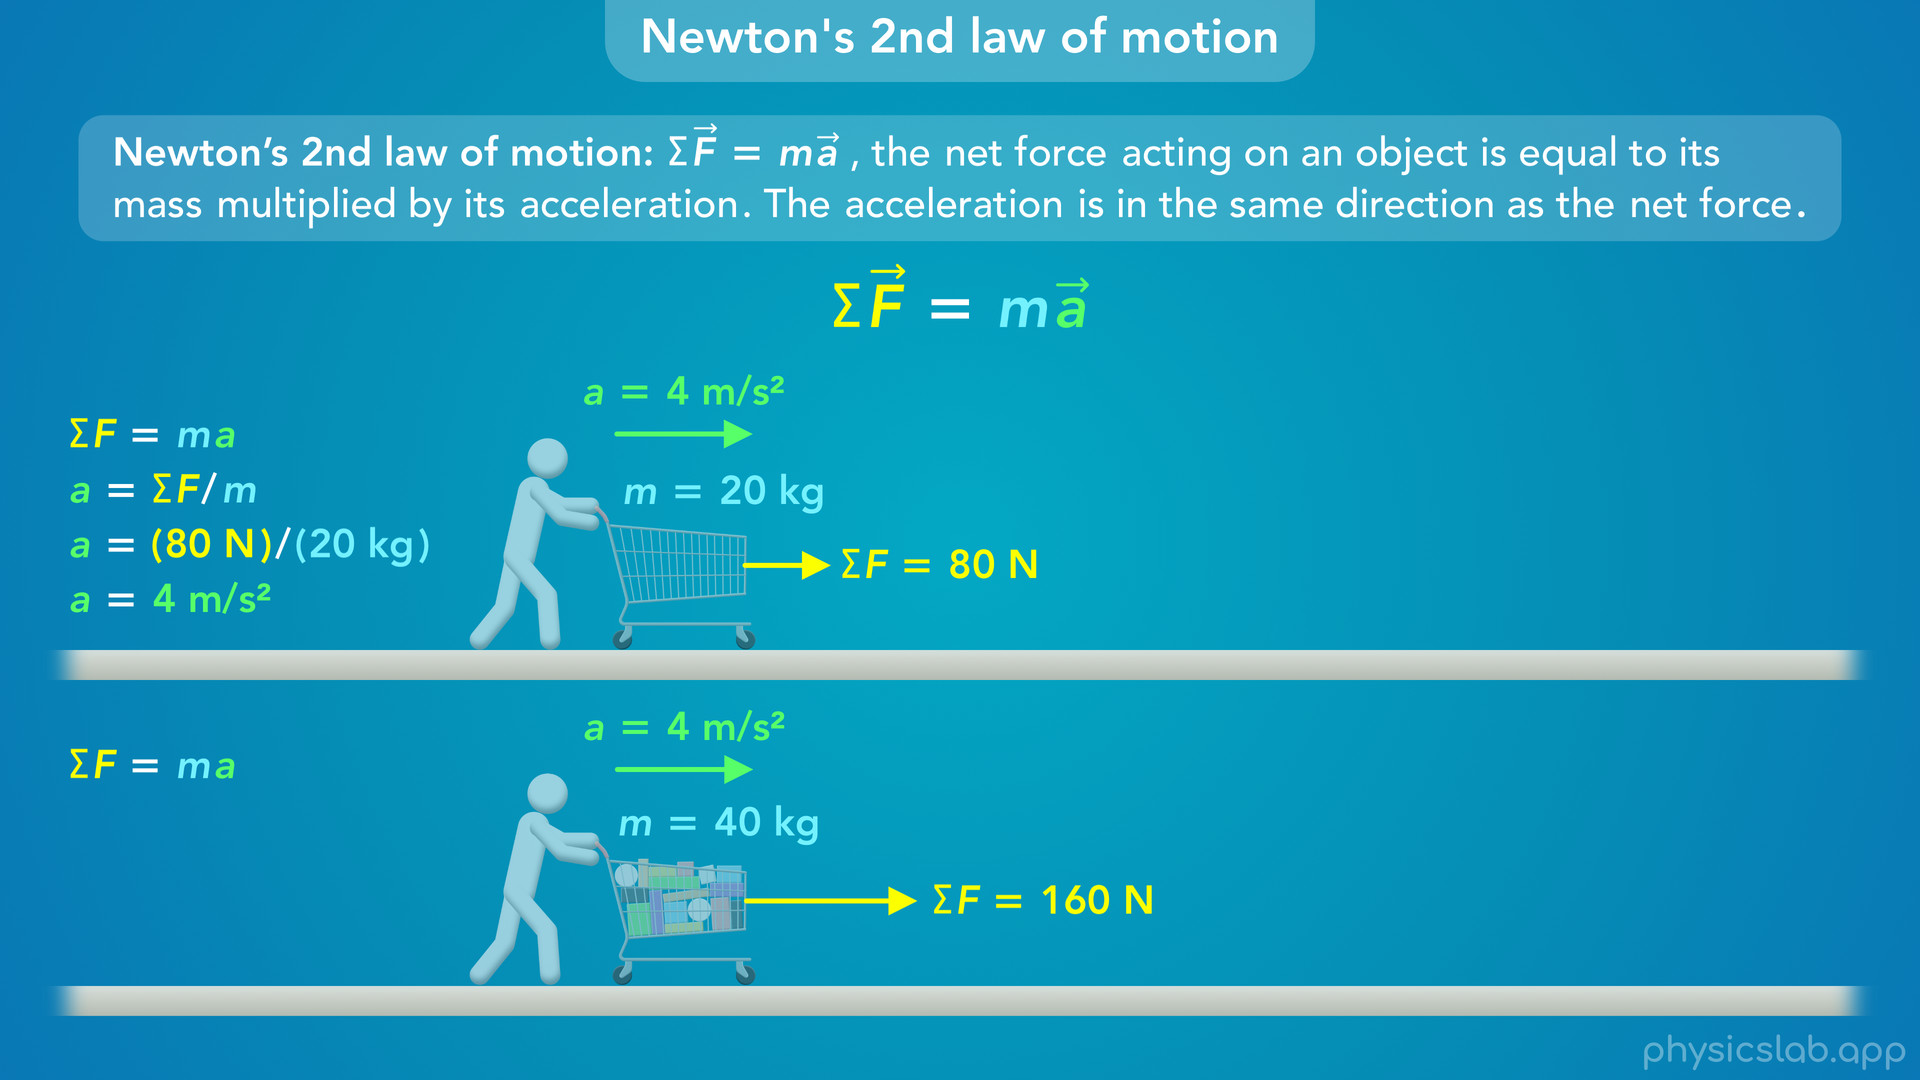 Newton's 2nd law of motion
Newton’s 2nd law of motion: ΣF⃗ = ma⃗ , the net force acting on an object is equal to its
mass multiplied by its acceleration. The acceleration is in the same direction as the net force.
ΣF⃗ = ma⃗
a = 4 m/s²
ΣF = ma
a = ΣF/m
m = 20 kg
a = (80 N)/(20 kg)
ΣF = 80 N
a = 4 m/s²
a = 4 m/s²
ΣF = ma
m = 40 kg
ΣF = 160 N
physicslab.app